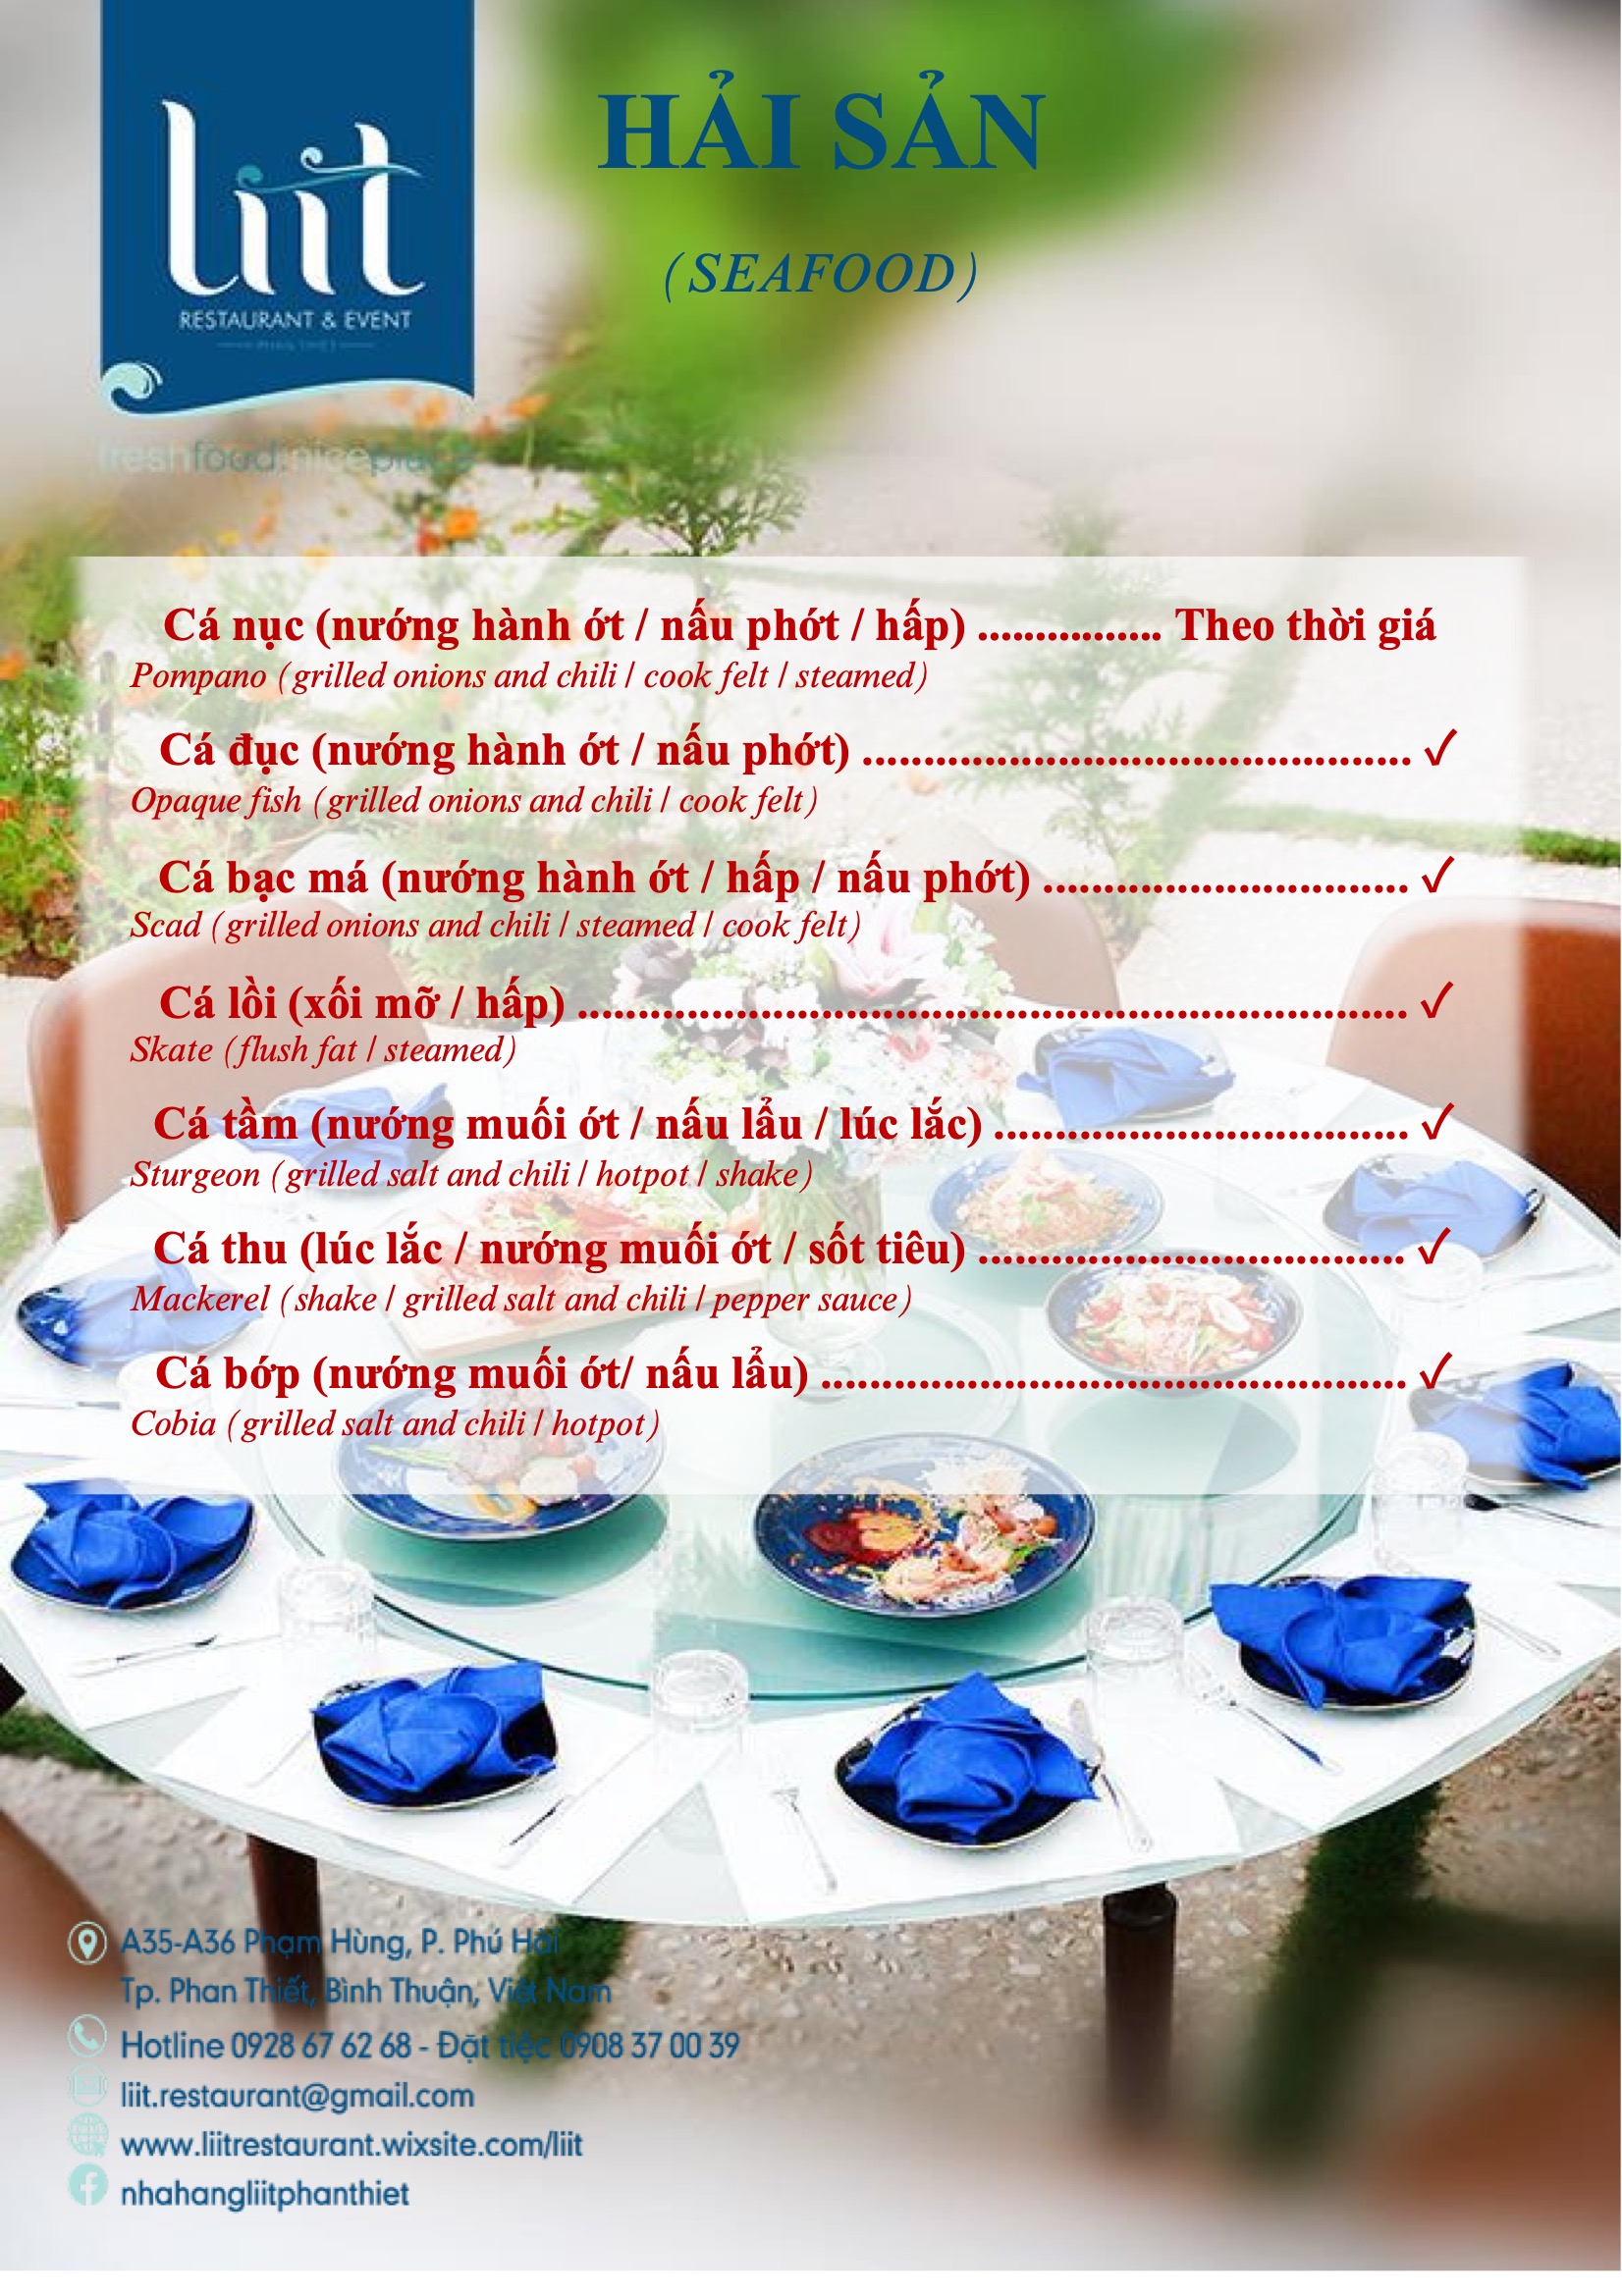 liit
RESTAURANT & EVENT
PHAN THIET
freshfood.niceplace
HẢI SẢN
(SEAFOOD)
Cá nục (nướng hành ớt / nấu phớt / hấp) ................ Theo thời giá
Pompano (grilled onions and chili / cook felt / steamed)
Cá đục (nướng hành ớt / nấu phớt) ............................................. ✓
Opaque fish (grilled onions and chili / cook felt)
Cá bạc má (nướng hành ớt / hấp / nấu phớt) .............................. ✓
Scad (grilled onions and chili / steamed / cook felt)
Cá lồi (xối mỡ / hấp) .................................................................... ✓
Skate (flush fat / steamed)
Cá tầm (nướng muối ớt / nấu lẩu / lúc lắc) .................................. ✓
Sturgeon (grilled salt and chili / hotpot / shake)
Cá thu (lúc lắc / nướng muối ớt / sốt tiêu) ................................... ✓
Mackerel (shake / grilled salt and chili / pepper sauce)
Cá bớp (nướng muối ớt/ nấu lẩu) ................................................ ✓
Cobia (grilled salt and chili / hotpot)
A35-A36 Phạm Hùng, P. Phú Hài
Tp. Phan Thiết, Bình Thuận, Việt Nam
Hotline 0928 67 62 68 - Đặt tiệc 0908 37 00 39
liit.restaurant@gmail.com
www.liitrestaurant.wixsite.com/liit
nhahangliitphanthiet